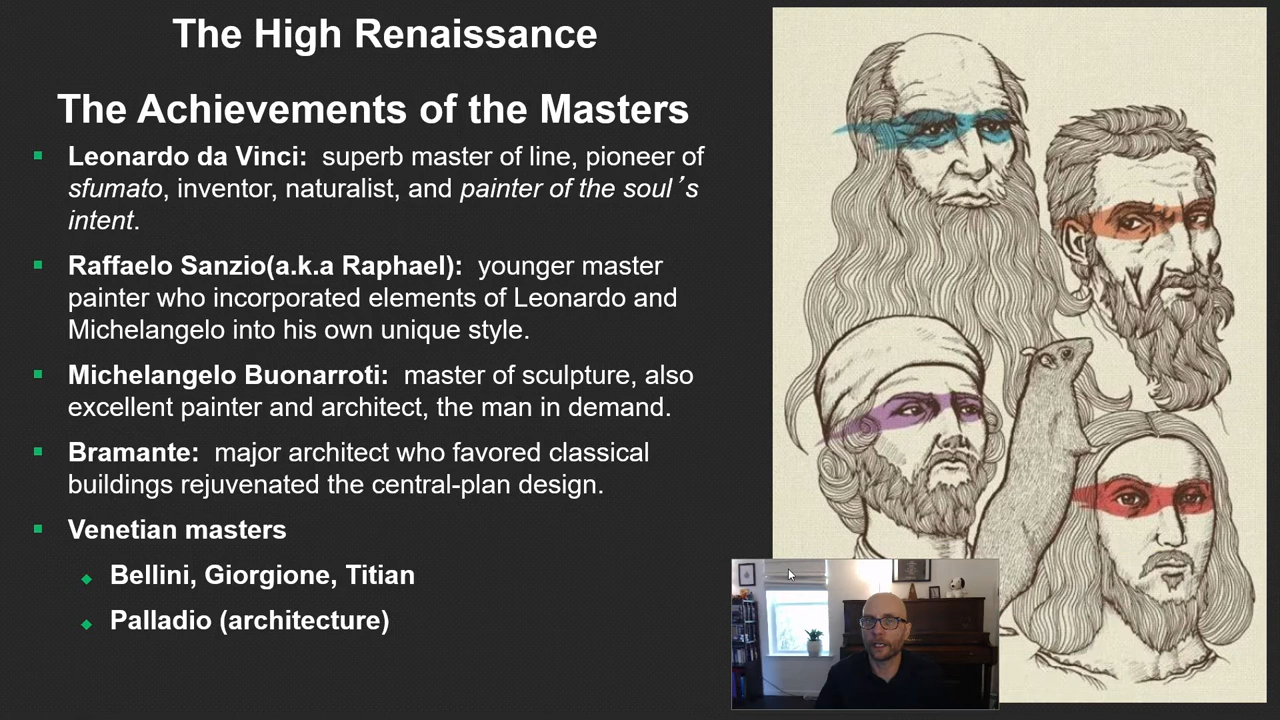 The High Renaissance
The Achievements of the Masters
Leonardo da Vinci: superb master of line, pioneer of
sfumato, inventor, naturalist, and painter of the soul’s
intent.
Raffaelo Sanzio(a.k.a Raphael): younger master
painter who incorporated elements of Leonardo and
Michelangelo into his own unique style.
Michelangelo Buonarroti: master of sculpture, also
excellent painter and architect, the man in demand.
Bramante: major architect who favored classical
buildings rejuvenated the central-plan design.
Venetian masters
Bellini, Giorgione, Titian
Palladio (architecture)